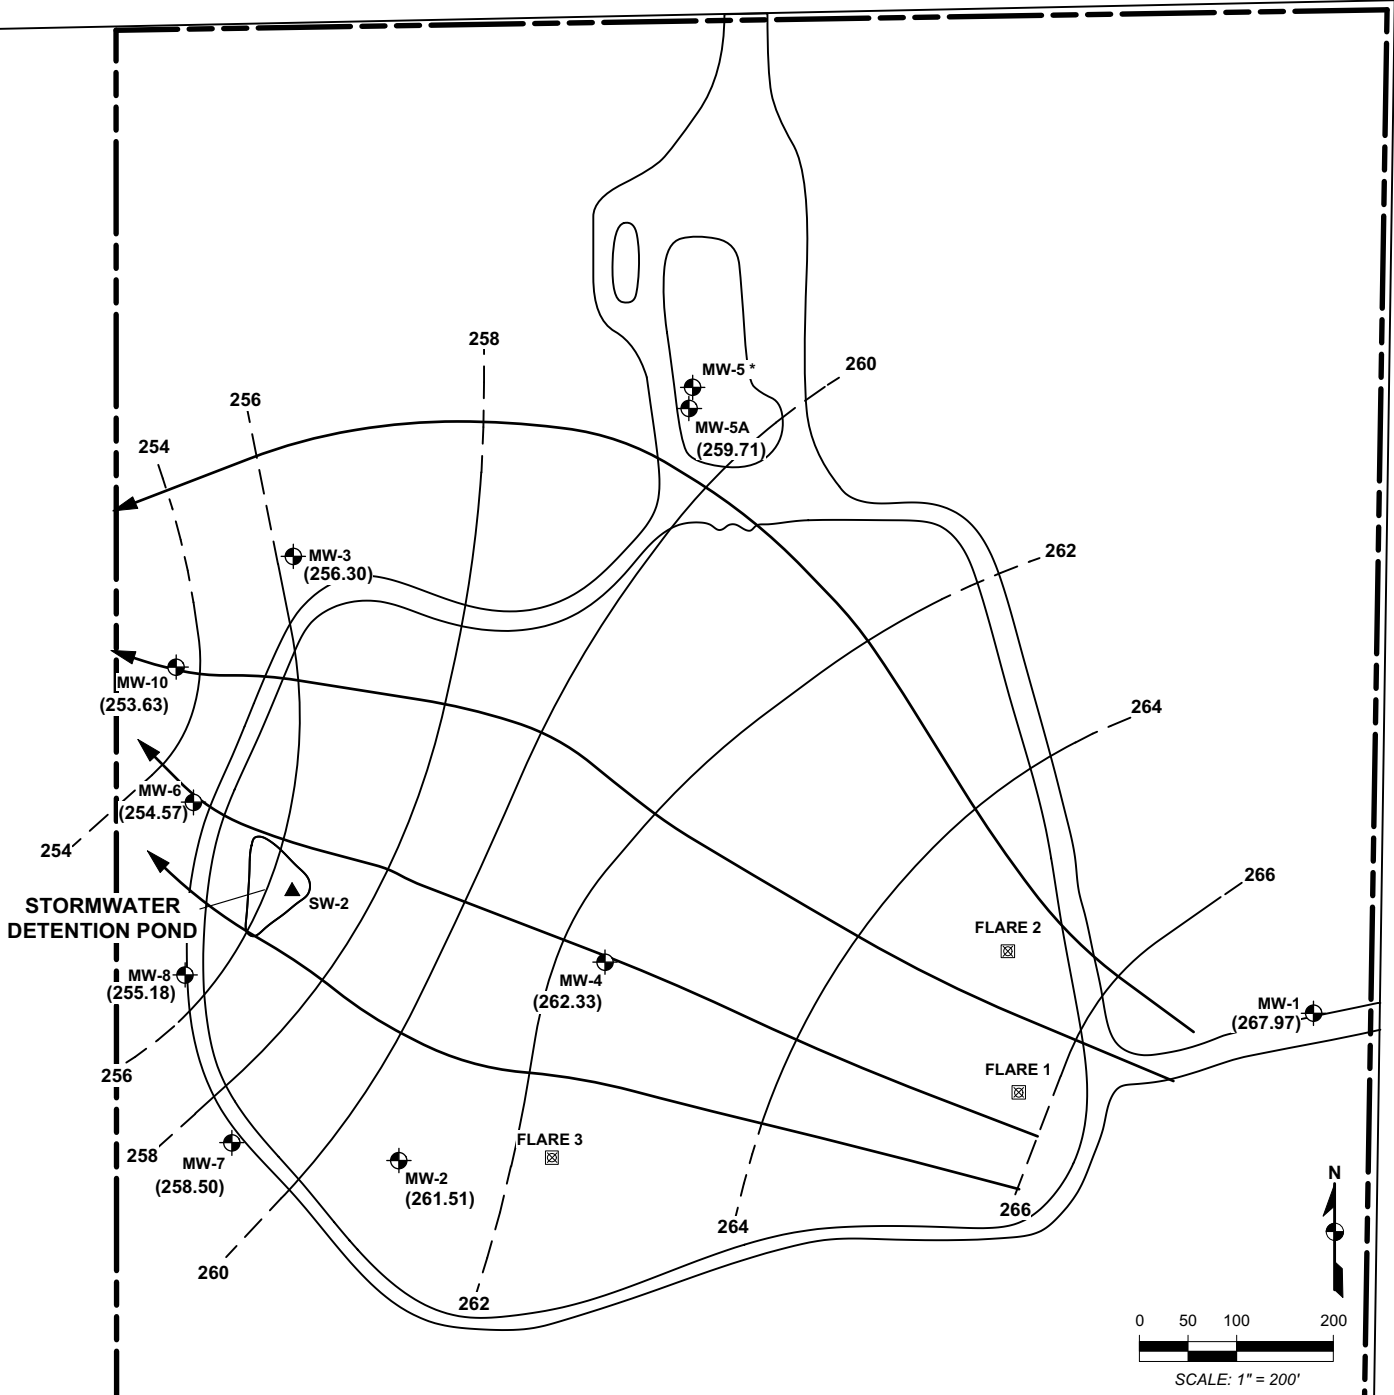 258
MW-5 *
260
256
MW-5A
(259.71)
254
262
MW-3
(256.30)
MW-10
(253.63)
264
MW-6
(254.57)
254
266
STORMWATER
DETENTION POND
SW-2
FLARE 2
MW-8
(255.18)
MW-4
(262.33)
MW-1
(267.97)
256
FLARE 1
258
MW-7
(258.50)
FLARE 3
MW-2
(261.51)
N
264
266
260
262
0 50 100 200
SCALE: 1" = 200'